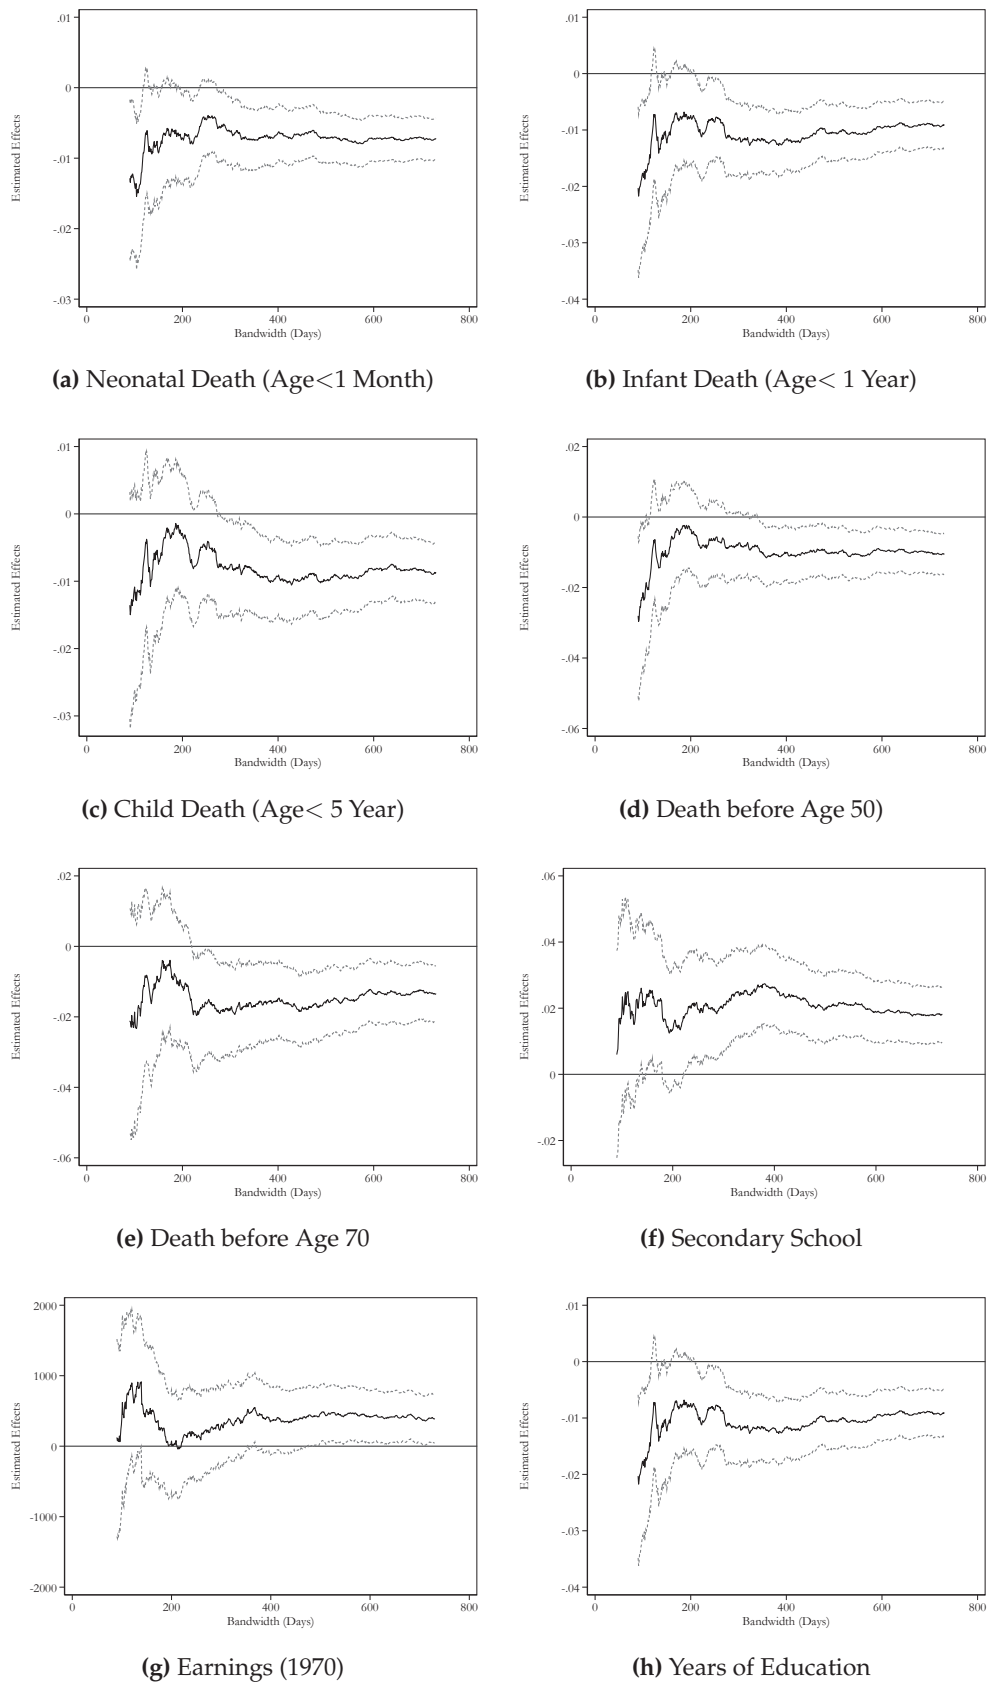 .01
0
-.01
-.02
-.03
Estimated Effects
0 200 400 600 800
Bandwidth (Days)
(a) Neonatal Death (Age<1 Month)
.01
0
-.01
-.02
-.03
-.04
Estimated Effects
0 200 400 600 800
Bandwidth (Days)
(b) Infant Death (Age< 1 Year)
.01
0
-.01
-.02
-.03
Estimated Effects
0 200 400 600 800
Bandwidth (Days)
(c) Child Death (Age< 5 Year)
.02
0
-.02
-.04
-.06
Estimated Effects
0 200 400 600 800
Bandwidth (Days)
(d) Death before Age 50)
.02
0
-.02
-.04
-.06
Estimated Effects
0 200 400 600 800
Bandwidth (Days)
(e) Death before Age 70
.06
.04
.02
0
-.02
Estimated Effects
0 200 400 600 800
Bandwidth (Days)
(f) Secondary School
2000
1000
0
-1000
-2000
Estimated Effects
0 200 400 600 800
Bandwidth (Days)
(g) Earnings (1970)
.01
0
-.01
-.02
-.03
-.04
Estimated Effects
0 200 400 600 800
Bandwidth (Days)
(h) Years of Education